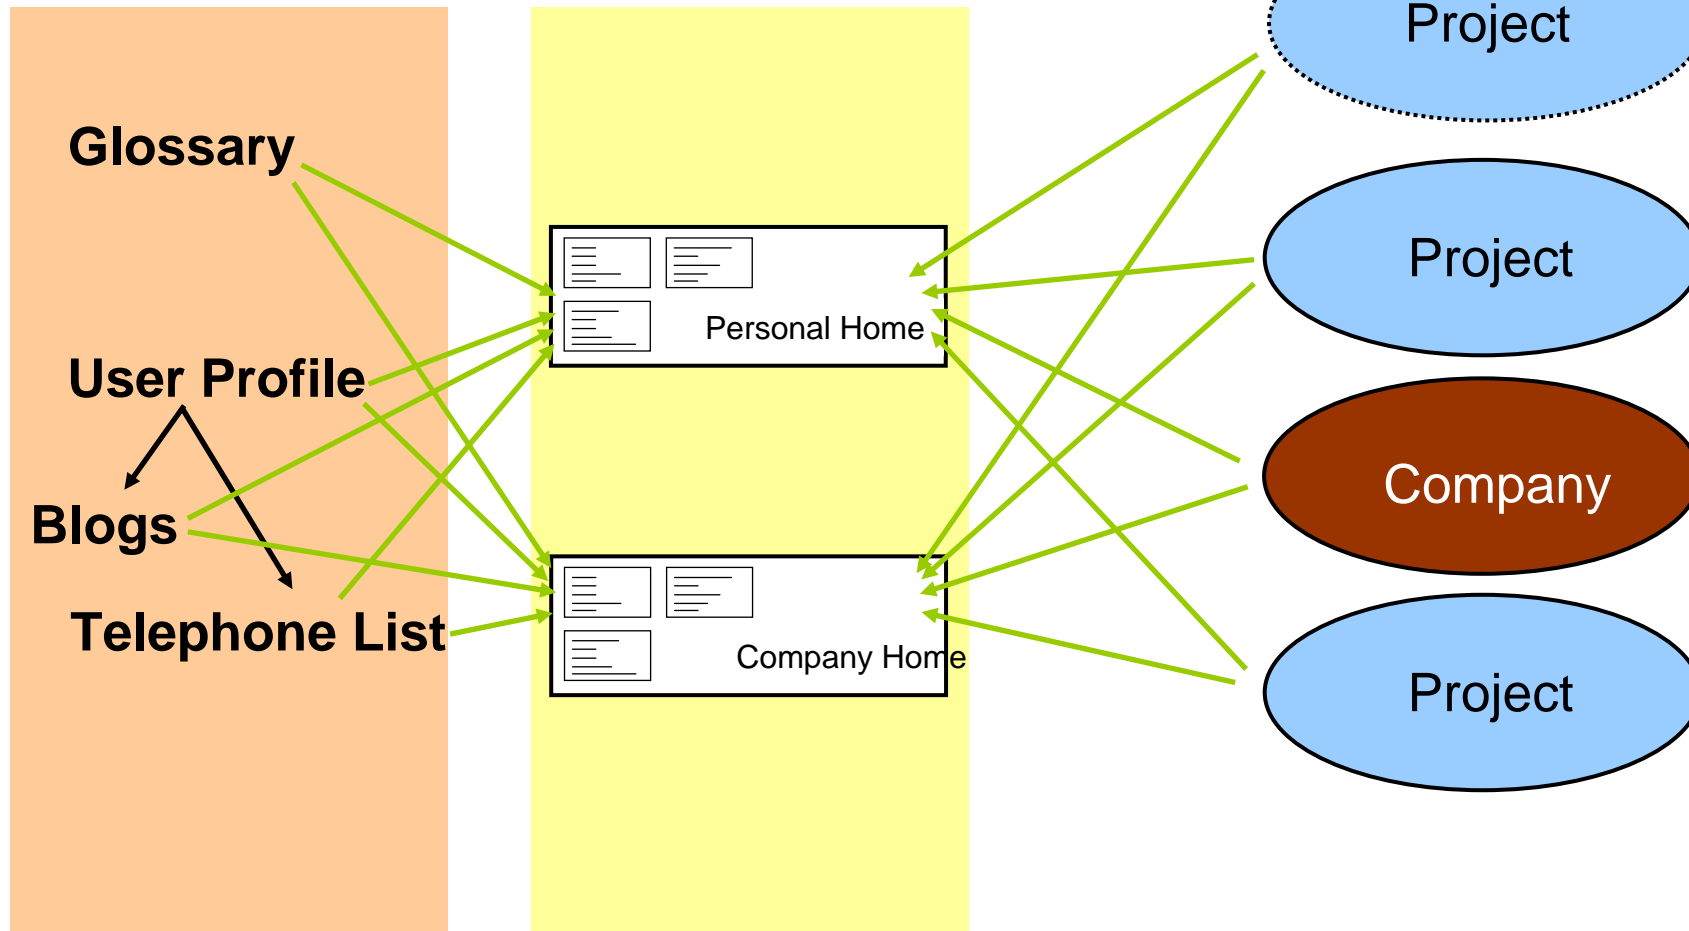 Glossary
User Profile
Blogs
Telephone List
Personal Home
Company Home
Project
Project
Company
Project